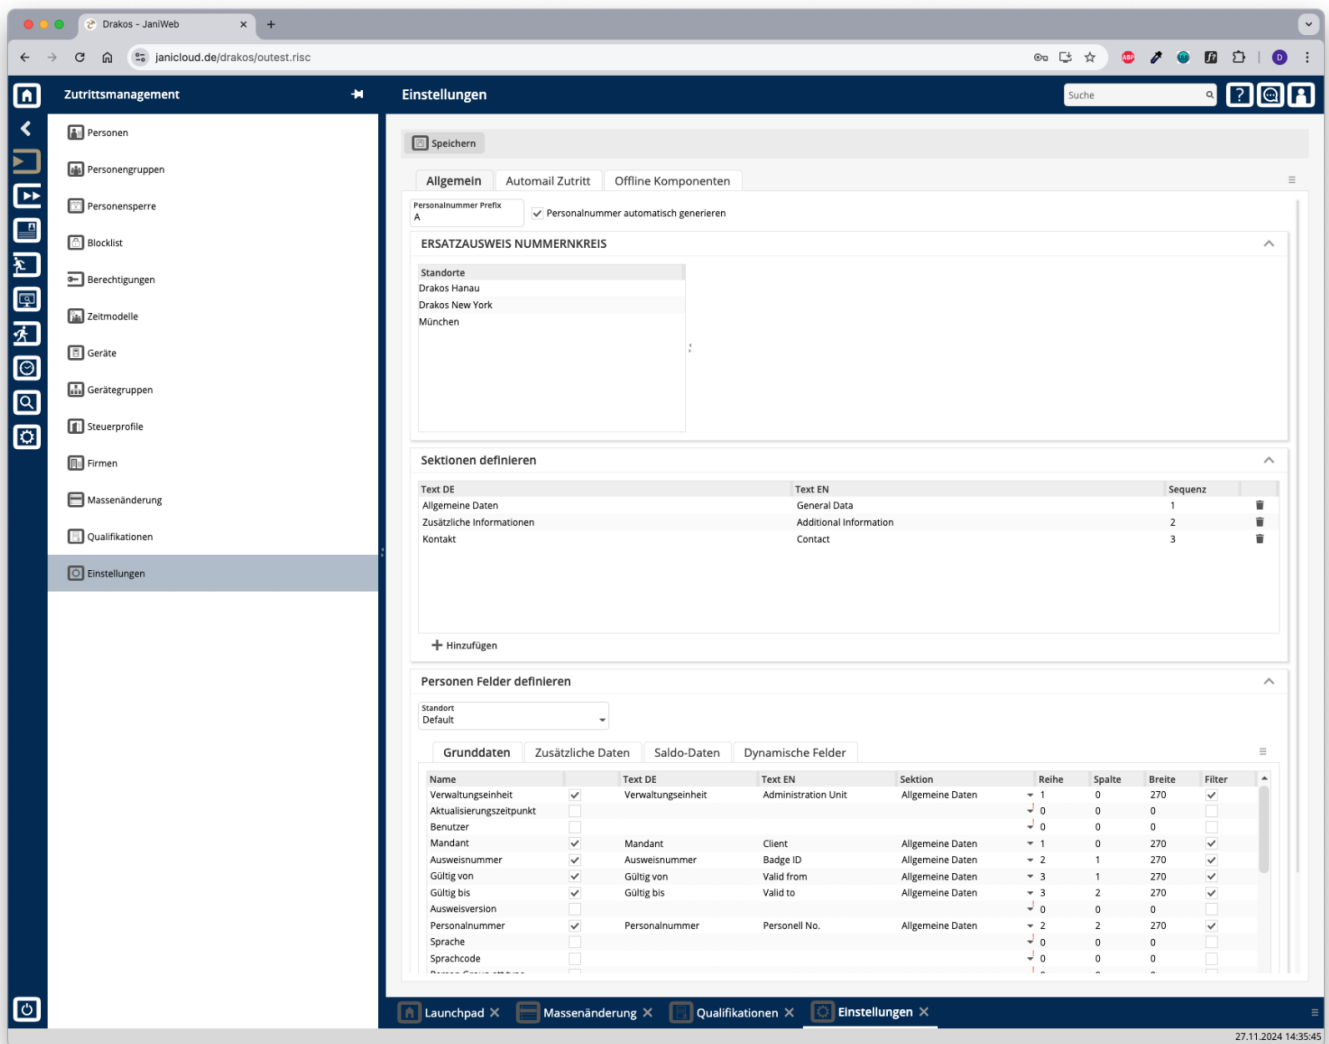 Drakos - JaniWeb
janicloud.de/drakos/outest.risc
ABP
D
Zutrittsmanagement
Einstellungen
Suche
Personen
Personengruppen
Personensperre
Blocklist
Berechtigungen
Zeitmodelle
Geräte
Gerätegruppen
Steuerprofile
Firmen
Massenänderung
Qualifikationen
Einstellungen
Speichern
Allgemein Automail Zutritt Offline Komponenten
Personalnummer Prefix
A
Personalnummer automatisch generieren
ERSATZAUSWEIS NUMMERNKREIS
Standorte
Drakos Hanau
Drakos New York
München
Sektionen definieren
Text DE Text EN Sequenz
Allgemeine Daten General Data 1
Zusätzliche Informationen Additional Information 2
Kontakt Contact 3
Hinzufügen
Personen Felder definieren
Standort
Default
Grunddaten Zusätzliche Daten Saldo-Daten Dynamische Felder
Name Text DE Text EN Sektion Reihe Spalte Breite Filter
Verwaltungseinheit Verwaltungseinheit Administration Unit Allgemeine Daten 1 0 270
Aktualisierungszeitpunkt 0 0 0
Benutzer 0 0 0
Mandant Mandant Client Allgemeine Daten 1 0 270
Ausweisnummer Ausweisnummer Badge ID Allgemeine Daten 2 1 270
Gültig von Gültig von Valid from Allgemeine Daten 3 1 270
Gültig bis Gültig bis Valid to Allgemeine Daten 3 2 270
Ausweisversion 0 0 0
Personalnummer Personalnummer Personell No. Allgemeine Daten 2 2 270
Sprache 0 0 0
Sprachcode 0 0 0
Launchpad Massenänderung Qualifikationen Einstellungen
27.11.2024 14:35:45